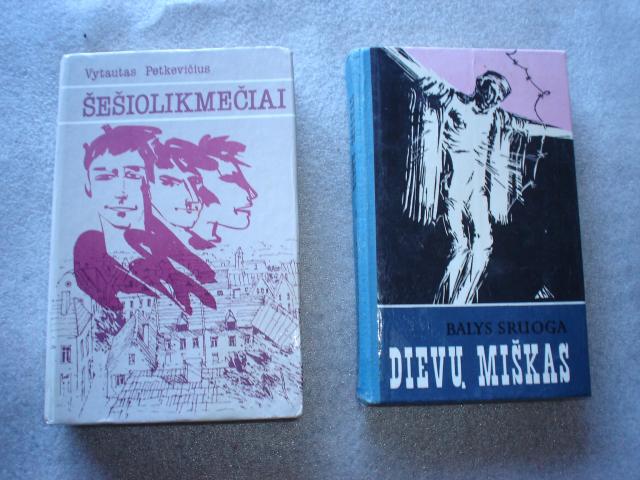 Vytautas Petkevičius
ŠEŠIOLIKMEČIAI
BALYS SRUOGA
DIEVŲ MIŠKAS